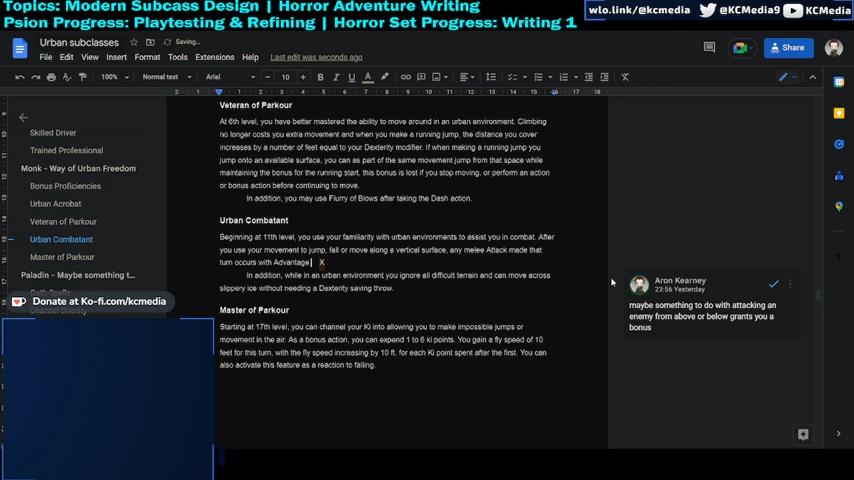 Topics: Modern Subcass Design | Horror Adventure Writing
Psion Progress: Playtesting & Refining | Horror Set Progress: Writing 1
wlo.link/@kcmedia @KCMedia9 KCMedia
Urban subclasses Saving...
File Edit View Insert Format Tools Extensions Help Last edit was seconds ago
Share
100% Normal text Arial 10
Skilled Driver
Trained Professional
Monk - Way of Urban Freedom
Bonus Proficiencies
Urban Acrobat
Veteran of Parkour
Urban Combatant
Master of Parkour
Paladin - Maybe something t...
Oath Spells
Channel Divinity
Donate at Ko-fi.com/kcmedia
Veteran of Parkour
At 6th level, you have better mastered the ability to move around in an urban environment. Climbing
no longer costs you extra movement and when you make a running jump, the distance you cover
increases by a number of feet equal to your Dexterity modifier. If when making a running jump you
jump onto an available surface, you can as part of the same movement jump from that space while
maintaining the bonus for the running start, this bonus is lost if you stop moving, or perform an action
or bonus action before continuing to move.
In addition, you may use Flurry of Blows after taking the Dash action.
Urban Combatant
Beginning at 11th level, you use your familiarity with urban environments to assist you in combat. After
you use your movement to jump, fall or move along a vertical surface, any melee Attack made that
turn occurs with Advantage X
In addition, while in an urban environment you ignore all difficult terrain and can move across
slippery ice without needing a Dexterity saving throw.
Master of Parkour
Starting at 17th level, you can channel your Ki into allowing you to make impossible jumps or
movement in the air. As a bonus action, you can expend 1 to 6 ki points. You gain a fly speed of 10
feet for this turn, with the fly speed increasing by 10 ft. for each Ki point spent after the first. You can
also activate this feature as a reaction to falling.
Aron Kearney
23:56 Yesterday
maybe something to do with attacking an
enemy from above or below grants you a
bonus